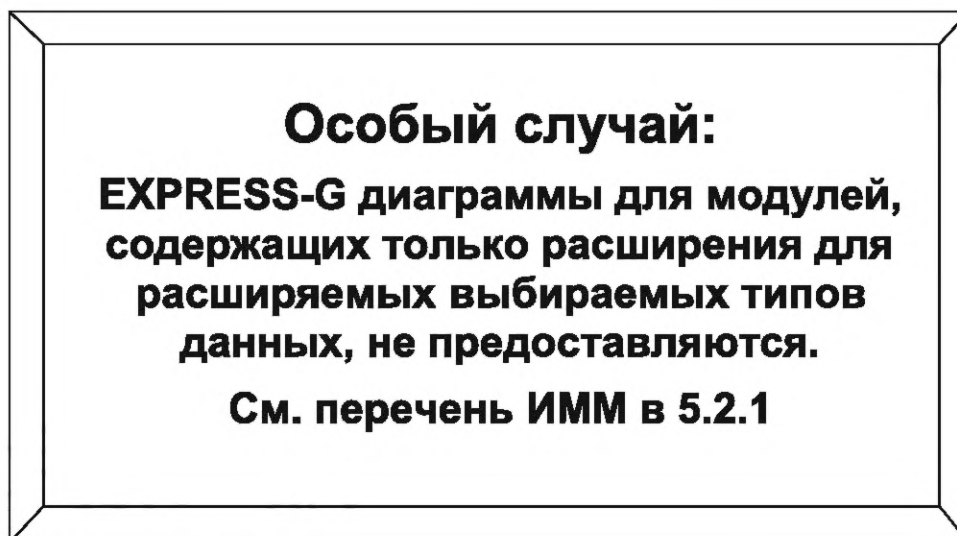 Особый случай:
EXPRESS-G диаграммы для модулей,
содержащих только расширения для
расширяемых выбираемых типов
данных, не предоставляются.
См. перечень ИММ в 5.2.1